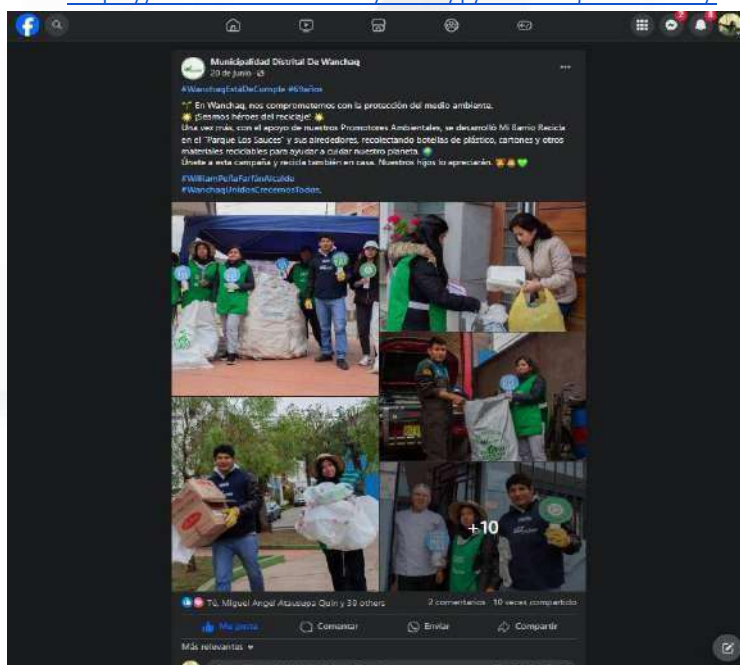 Municipalidad Distrital De Wanchaq
20 de junio
#WanchaqEstáDeCumple #69años
En Wanchaq, nos comprometemos con la protección del medio ambiente.
¡Seamos héroes del reciclaje!
Una vez más, con el apoyo de nuestros Promotores Ambientales, se desarrolló Mi Barrio Recicla
en el "Parque Los Sauces" y sus alrededores, recolectando botellas de plástico, cartones y otros
materiales reciclables para ayudar a cuidar nuestro planeta.
Únete a esta campaña y recicla también en casa. Nuestros hijos lo apreciarán.
#WilliamPeñaFarfánAlcalde
#WanchaqUnidosCrecemosTodos.
+10
Tú, Miguel Angel Atausupa Quin y 39 others
2 comentarios
10 veces compartido
Me gusta
Comentar
Enviar
Compartir
Más relevantes